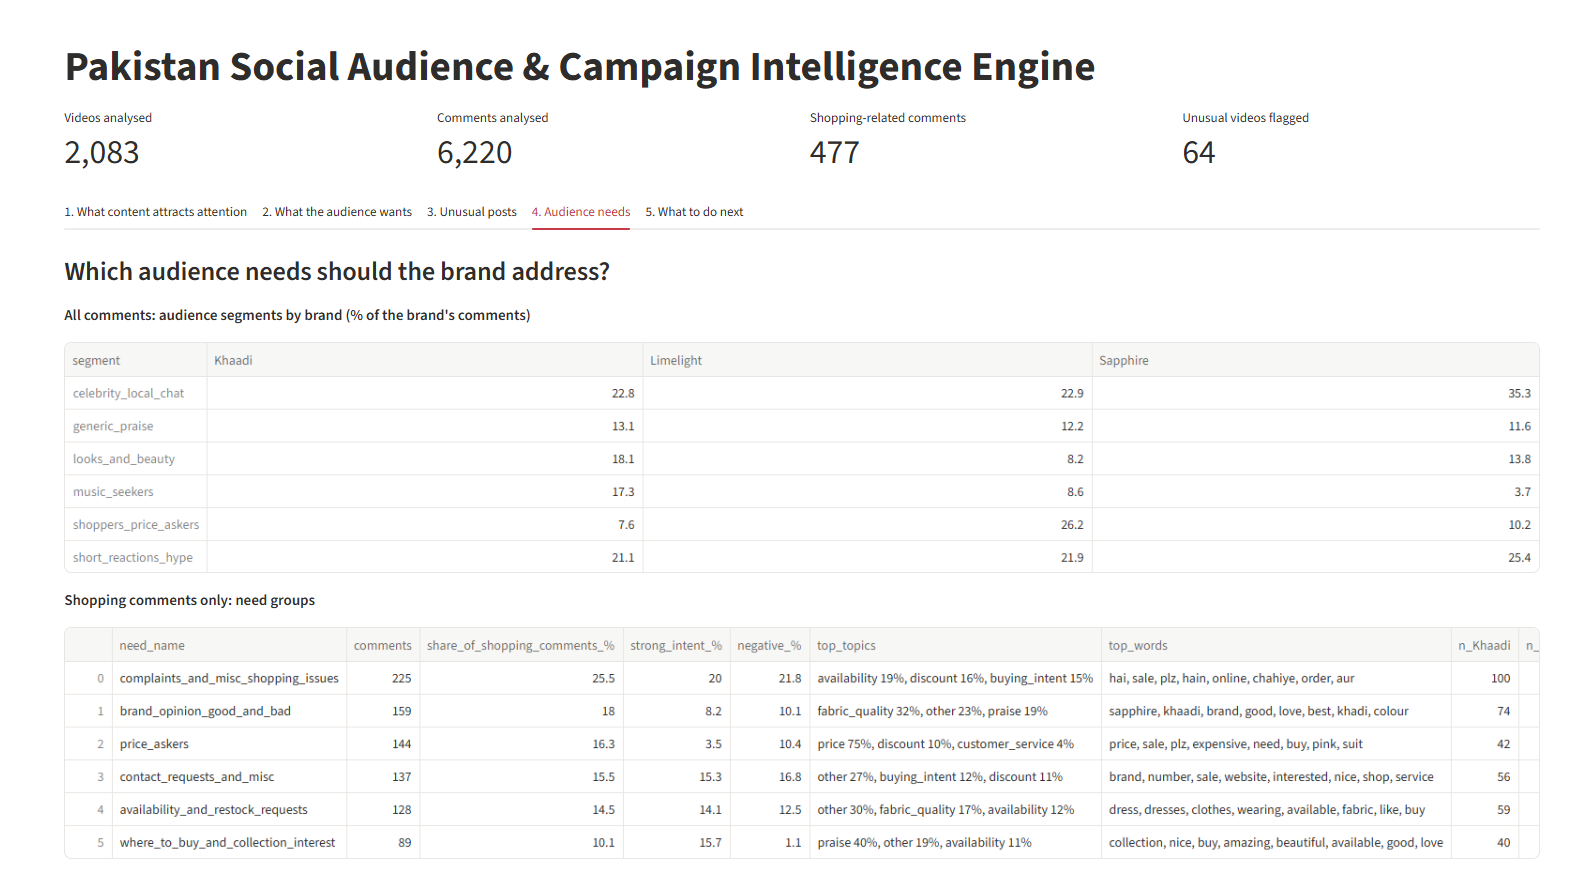 Pakistan Social Audience & Campaign Intelligence Engine
Videos analysed Comments analysed Shopping-related comments Unusual videos flagged
2,083 6,220 477 64
1. What content attracts attention 2. What the audience wants 3. Unusual posts 4. Audience needs 5. What to do next
Which audience needs should the brand address?
All comments: audience segments by brand (% of the brand's comments)
segment Khaadi Limelight Sapphire
celebrity_local_chat 22.8 22.9 35.3
generic_praise 13.1 12.2 11.6
looks_and_beauty 18.1 8.2 13.8
music_seekers 17.3 8.6 3.7
shoppers_price_askers 7.6 26.2 10.2
short_reactions_hype 21.1 21.9 25.4
Shopping comments only: need groups
need_name comments share_of_shopping_comments_% strong_intent_% negative_% top_topics top_words n_Khaadi n_
0 complaints_and_misc_shopping_issues 225 25.5 20 21.8 availability 19%, discount 16%, buying_intent 15% hai, sale, plz, hain, online, chahiye, order, aur 100
1 brand_opinion_good_and_bad 159 18 8.2 10.1 fabric_quality 32%, other 23%, praise 19% sapphire, khaadi, brand, good, love, best, khadi, colour 74
2 price_askers 144 16.3 3.5 10.4 price 75%, discount 10%, customer_service 4% price, sale, plz, expensive, need, buy, pink, suit 42
3 contact_requests_and_misc 137 15.5 15.3 16.8 other 27%, buying_intent 12%, discount 11% brand, number, sale, website, interested, nice, shop, service 56
4 availability_and_restock_requests 128 14.5 14.1 12.5 other 30%, fabric_quality 17%, availability 12% dress, dresses, clothes, wearing, available, fabric, like, buy 59
5 where_to_buy_and_collection_interest 89 10.1 15.7 1.1 praise 40%, other 19%, availability 11% collection, nice, buy, amazing, beautiful, available, good, love 40